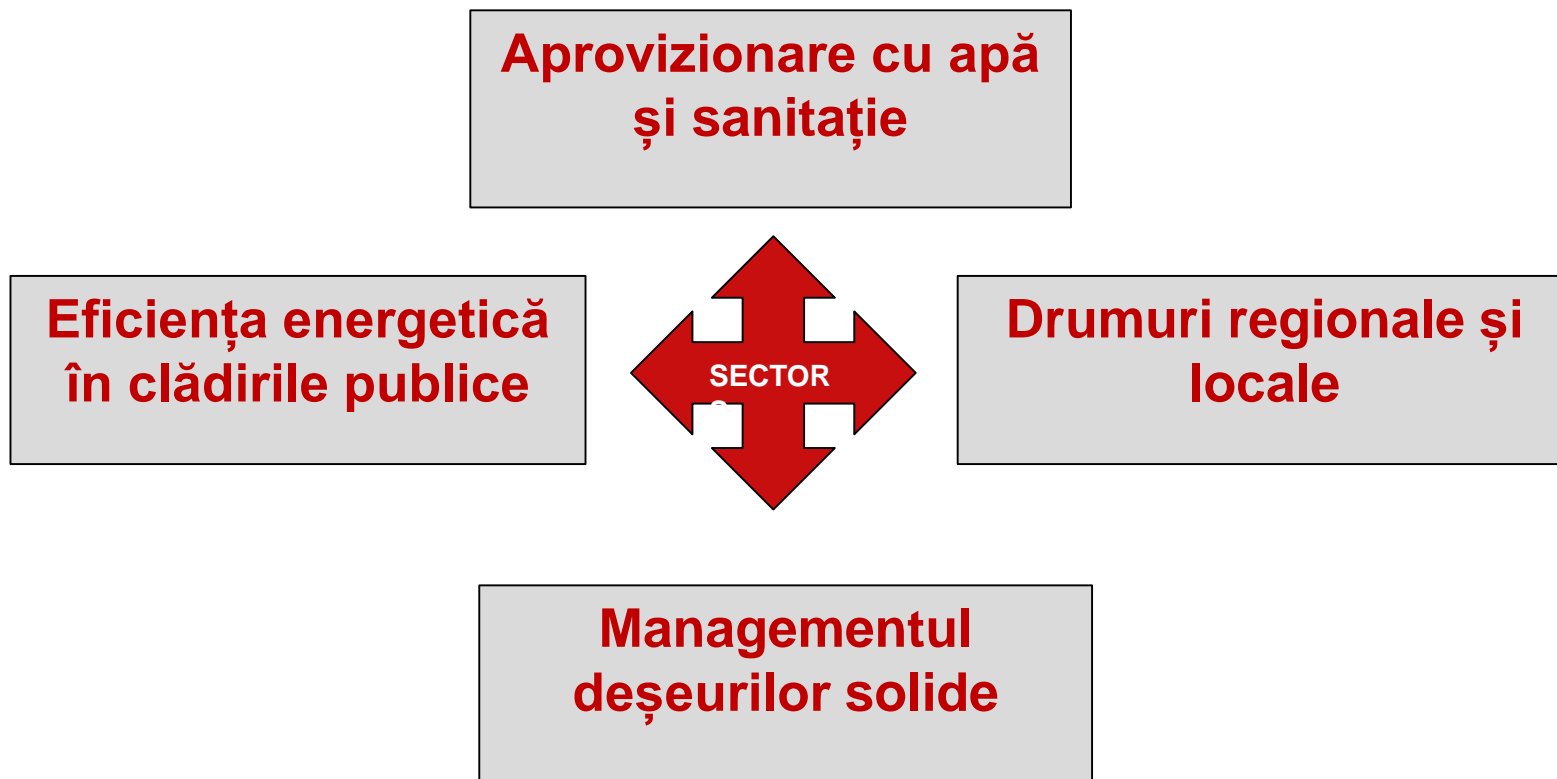 Aprovizionare cu apă
și sanitație
Eficiența energetică
în clădirile publice
SECTOR
Drumuri regionale și
locale
Managementul
deșeurilor solide